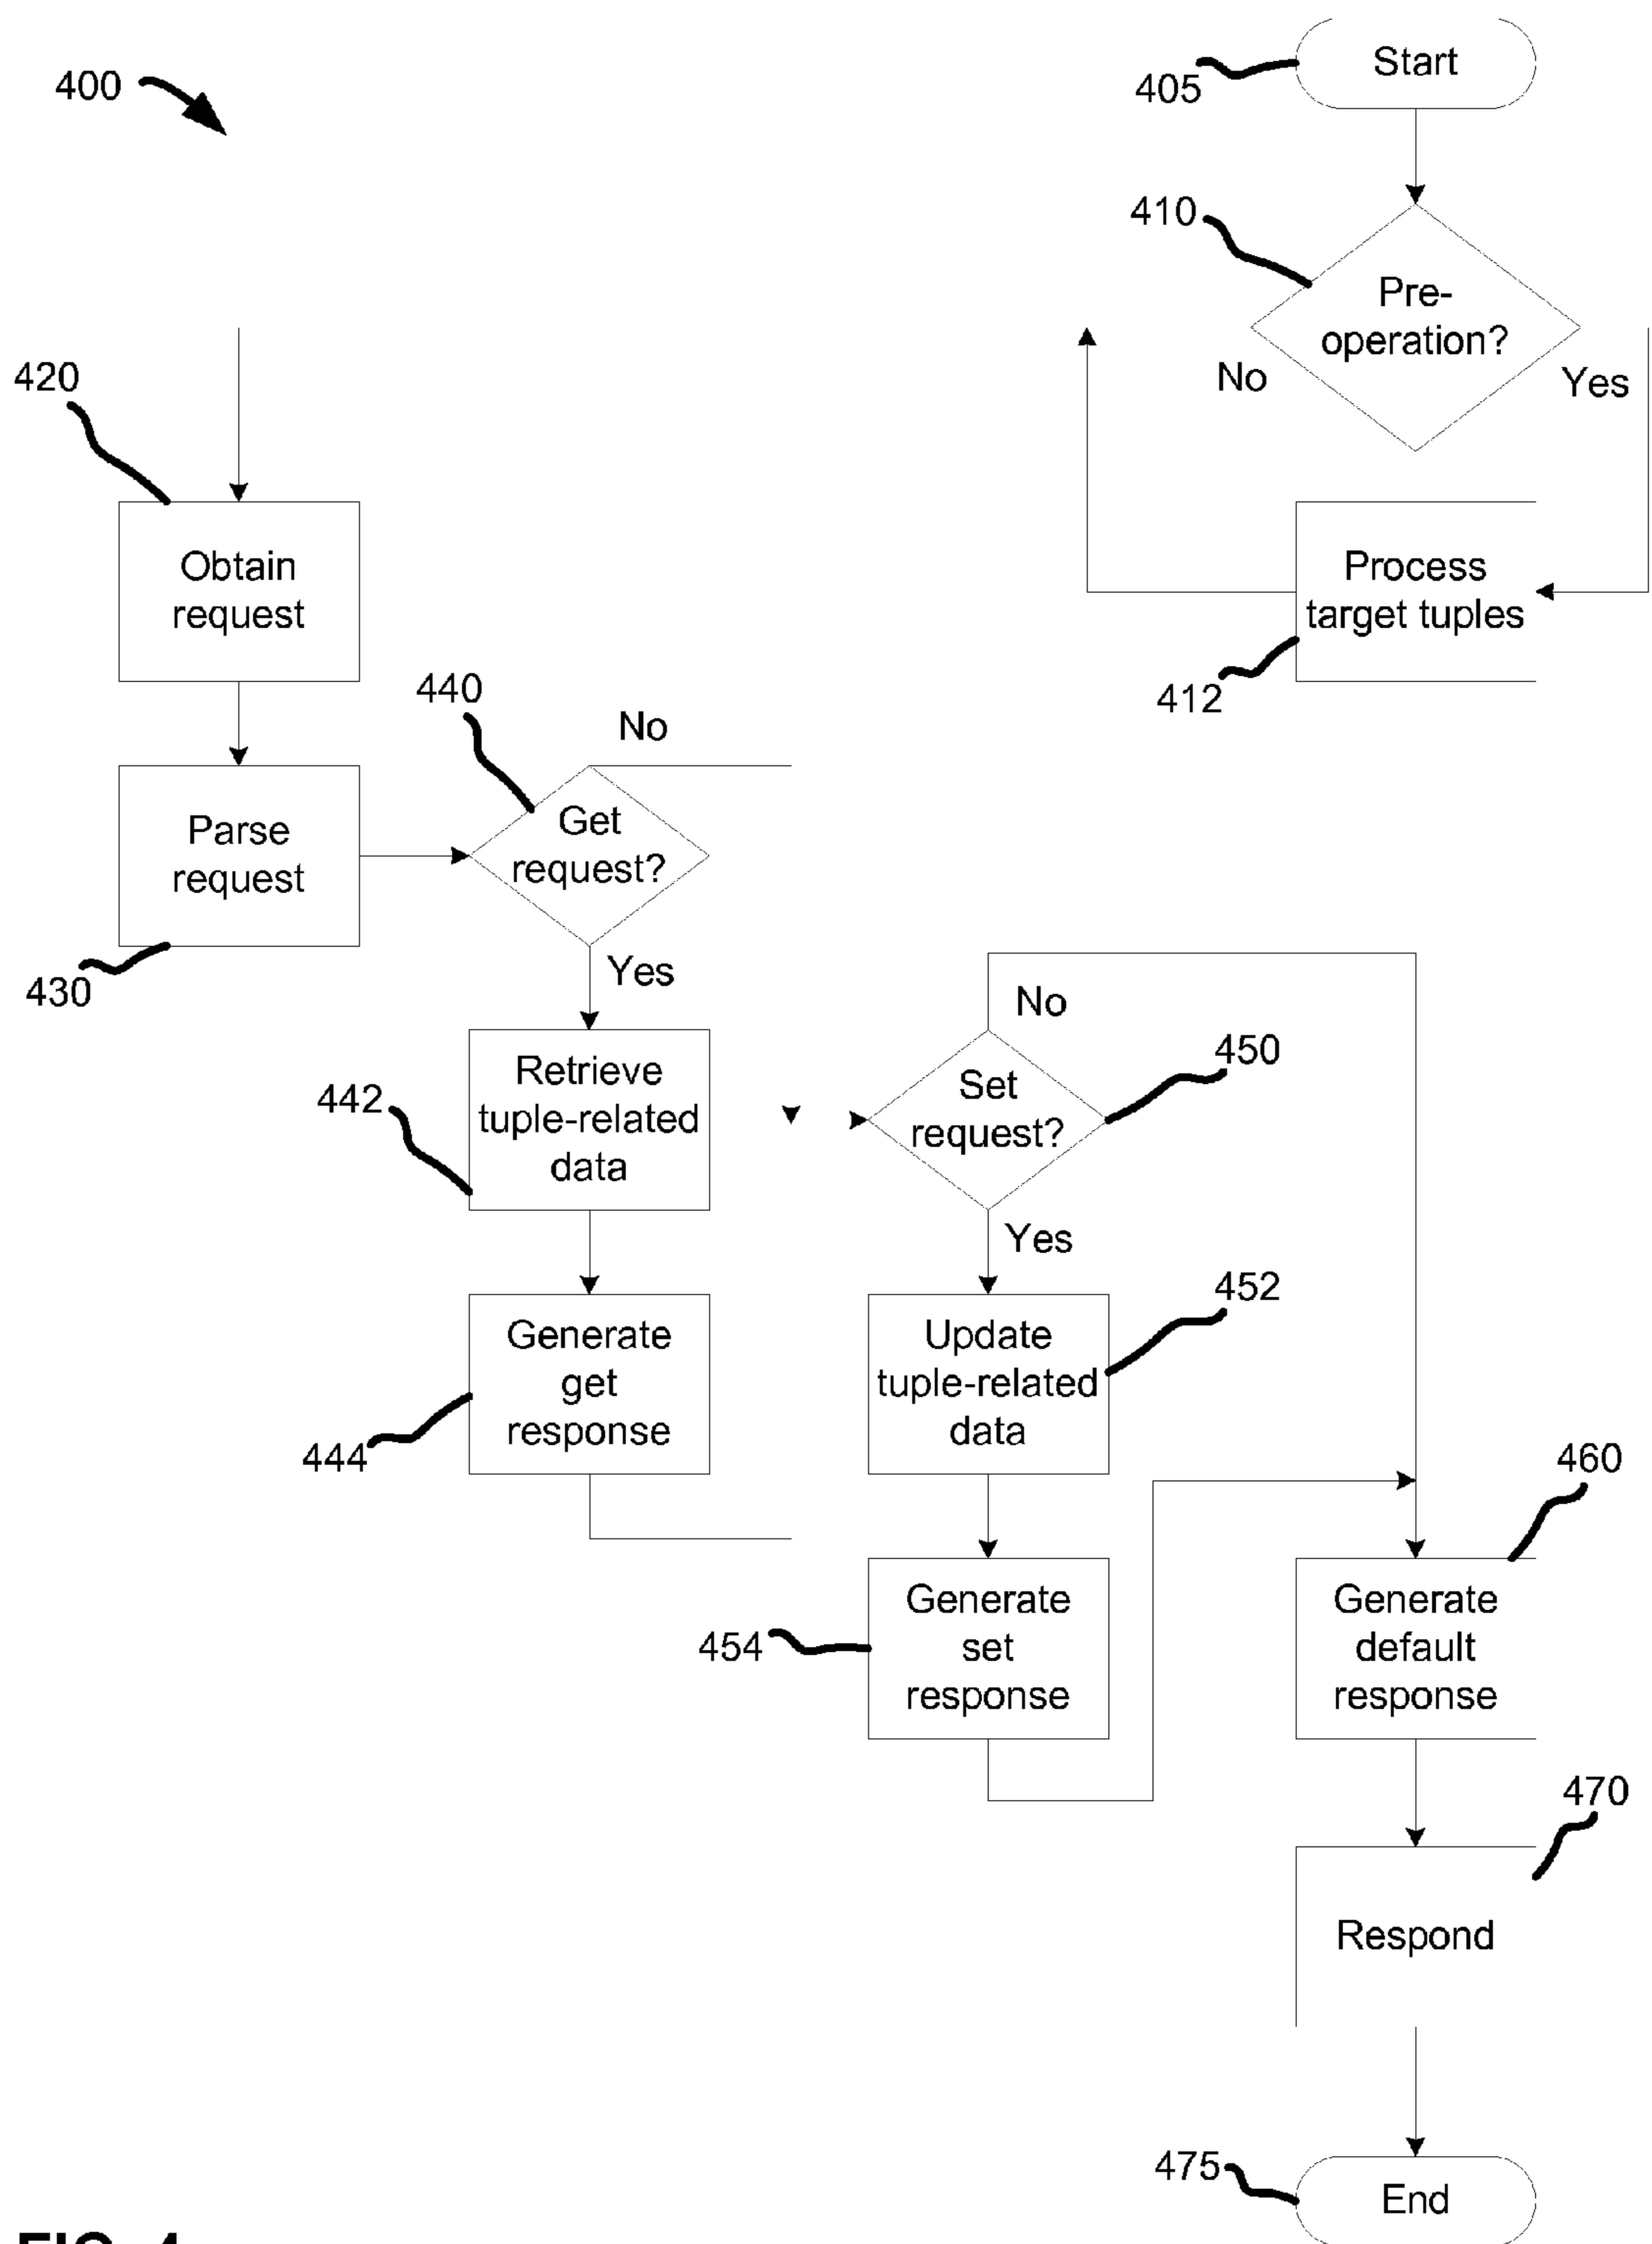 400
405
Start
410
Pre-
operation?
No
Yes
420
Obtain
request
Process
target tuples
412
440
No
Parse
request
Get
request?
430
Yes
No
442
Retrieve
tuple-related
data
450
Set
request?
Yes
452
444
Generate
get
response
Update
tuple-related
data
460
454
Generate
set
response
Generate
default
response
470
Respond
475
End